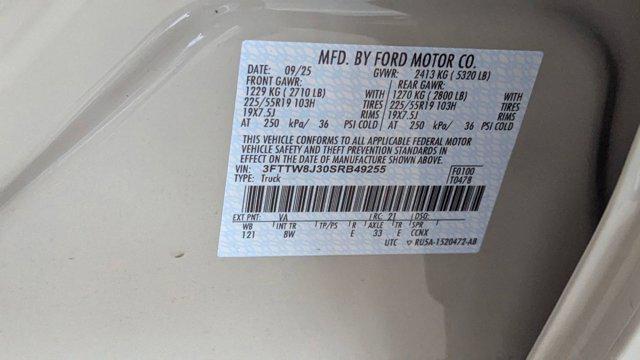 MFD. BY FORD MOTOR CO.
DATE: 09/25 GVWR: 2413 KG ( 5320 LB)
FRONT GAWR: REAR GAWR:
1229 KG ( 2710 LB) WITH 1270 KG ( 2800 LB) WITH
225/55R19 103H TIRES 225/55R19 103H TIRES
19X7.5J RIMS 19X7.5J RIMS
AT 250 kPa/ 36 PSI COLD AT 250 kPa/ 36 PSI COLD
THIS VEHICLE CONFORMS TO ALL APPLICABLE FEDERAL MOTOR
VEHICLE SAFETY AND THEFT PREVENTION STANDARDS IN
EFFECT ON THE DATE OF MANUFACTURE SHOWN ABOVE.
VIN: 3FTTW8J30SRB49255 F0100
TYPE: Truck T0478
EXT PNT: VA RC: 21 DSO:
WB INT TR TP/PS R AXLE TR SPR
121 8W E 33 E CCNX
UTC RU5A-1520472-AB